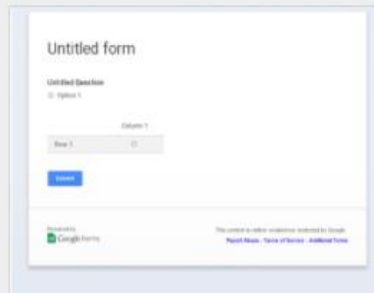 Untitled form
Untitled Question
Option 1
Column 1
Row 1
Submit
Powered by
Google Forms
This content is neither created nor endorsed by Google.
Report Abuse - Terms of Service - Additional Terms